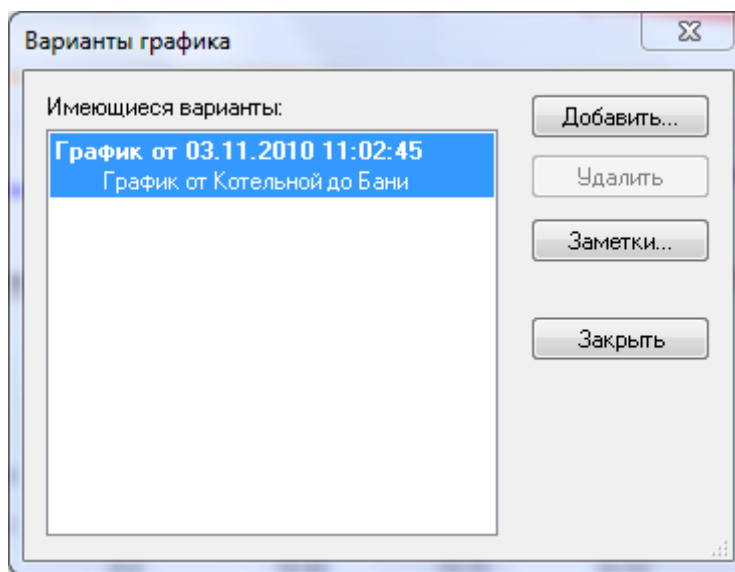 Варианты графика
Имеющиеся варианты:
График от 03.11.2010 11:02:45
График от Котельной до Бани
Добавить...
Удалить
Заметки...
Закрыть